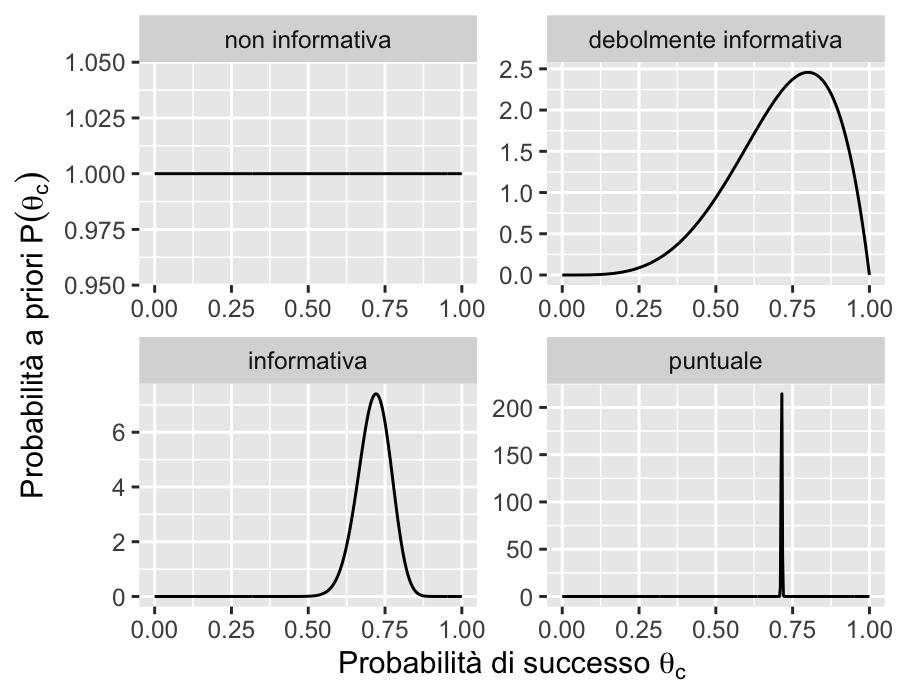 non informativa
debolmente informativa
1.050
1.025
1.000
0.975
0.950
0.00 0.25 0.50 0.75 1.00
2.5
2.0
1.5
1.0
0.5
0.0
0.00 0.25 0.50 0.75 1.00
informativa
puntuale
6
4
2
0
0.00 0.25 0.50 0.75 1.00
200
150
100
50
0
0.00 0.25 0.50 0.75 1.00
Probabilità a priori P(θc)
Probabilità di successo θc